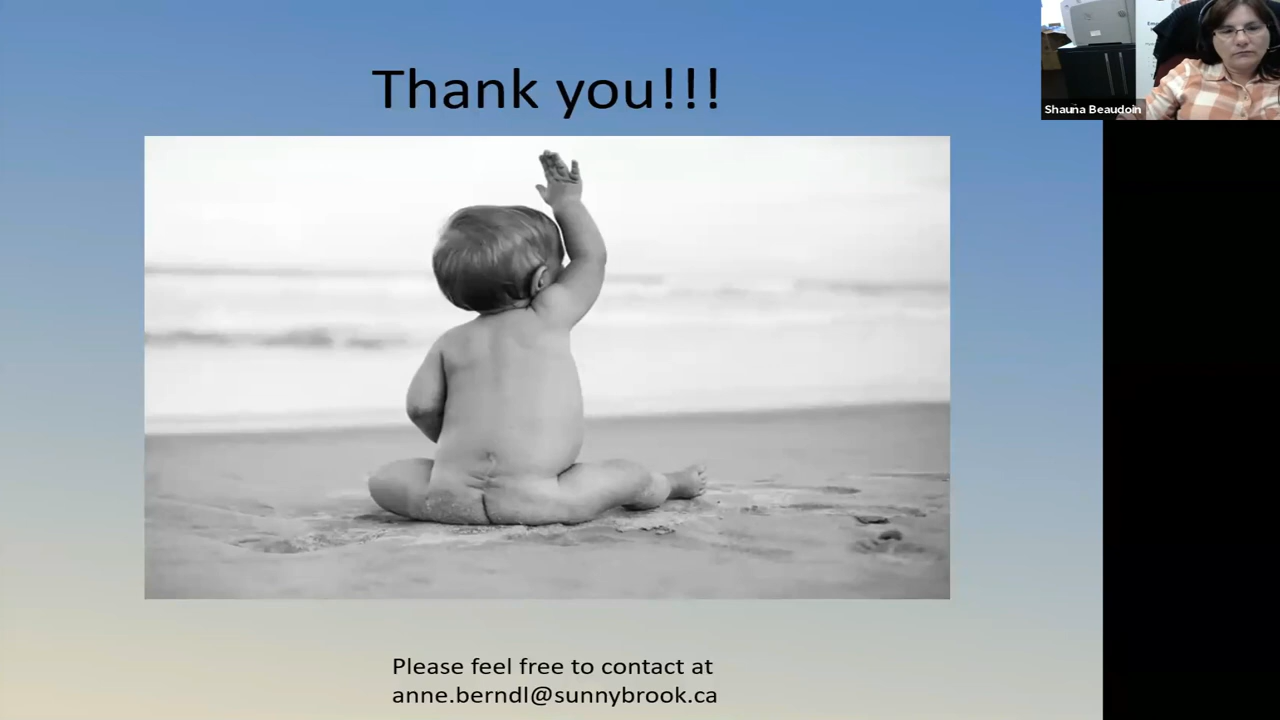 Thank you!!!
Shauna Beaudoin
Please feel free to contact at
anne.berndl@sunnybrook.ca